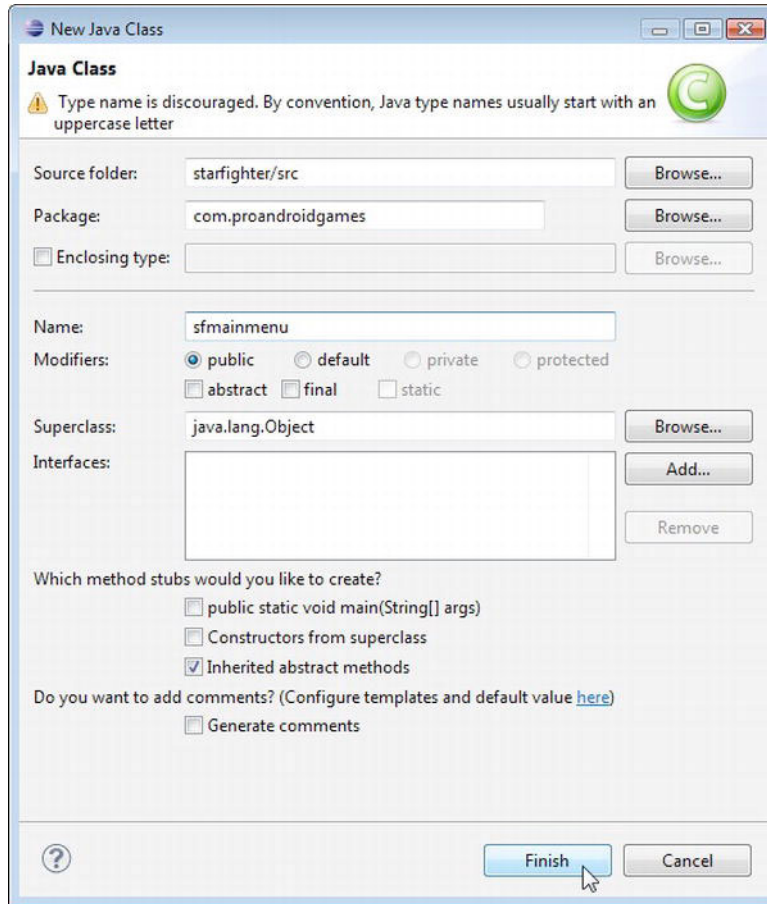 New Java Class
Java Class
Type name is discouraged. By convention, Java type names usually start with an
uppercase letter
Source folder: starfighter/src Browse...
Package: com.proandroidgames Browse...
Enclosing type: Browse...
Name: sfmainmenu
Modifiers: public default private protected
abstract final static
Superclass: java.lang.Object Browse...
Interfaces: Add...
Remove
Which method stubs would you like to create?
public static void main(String[] args)
Constructors from superclass
Inherited abstract methods
Do you want to add comments? (Configure templates and default value here)
Generate comments
? Finish Cancel